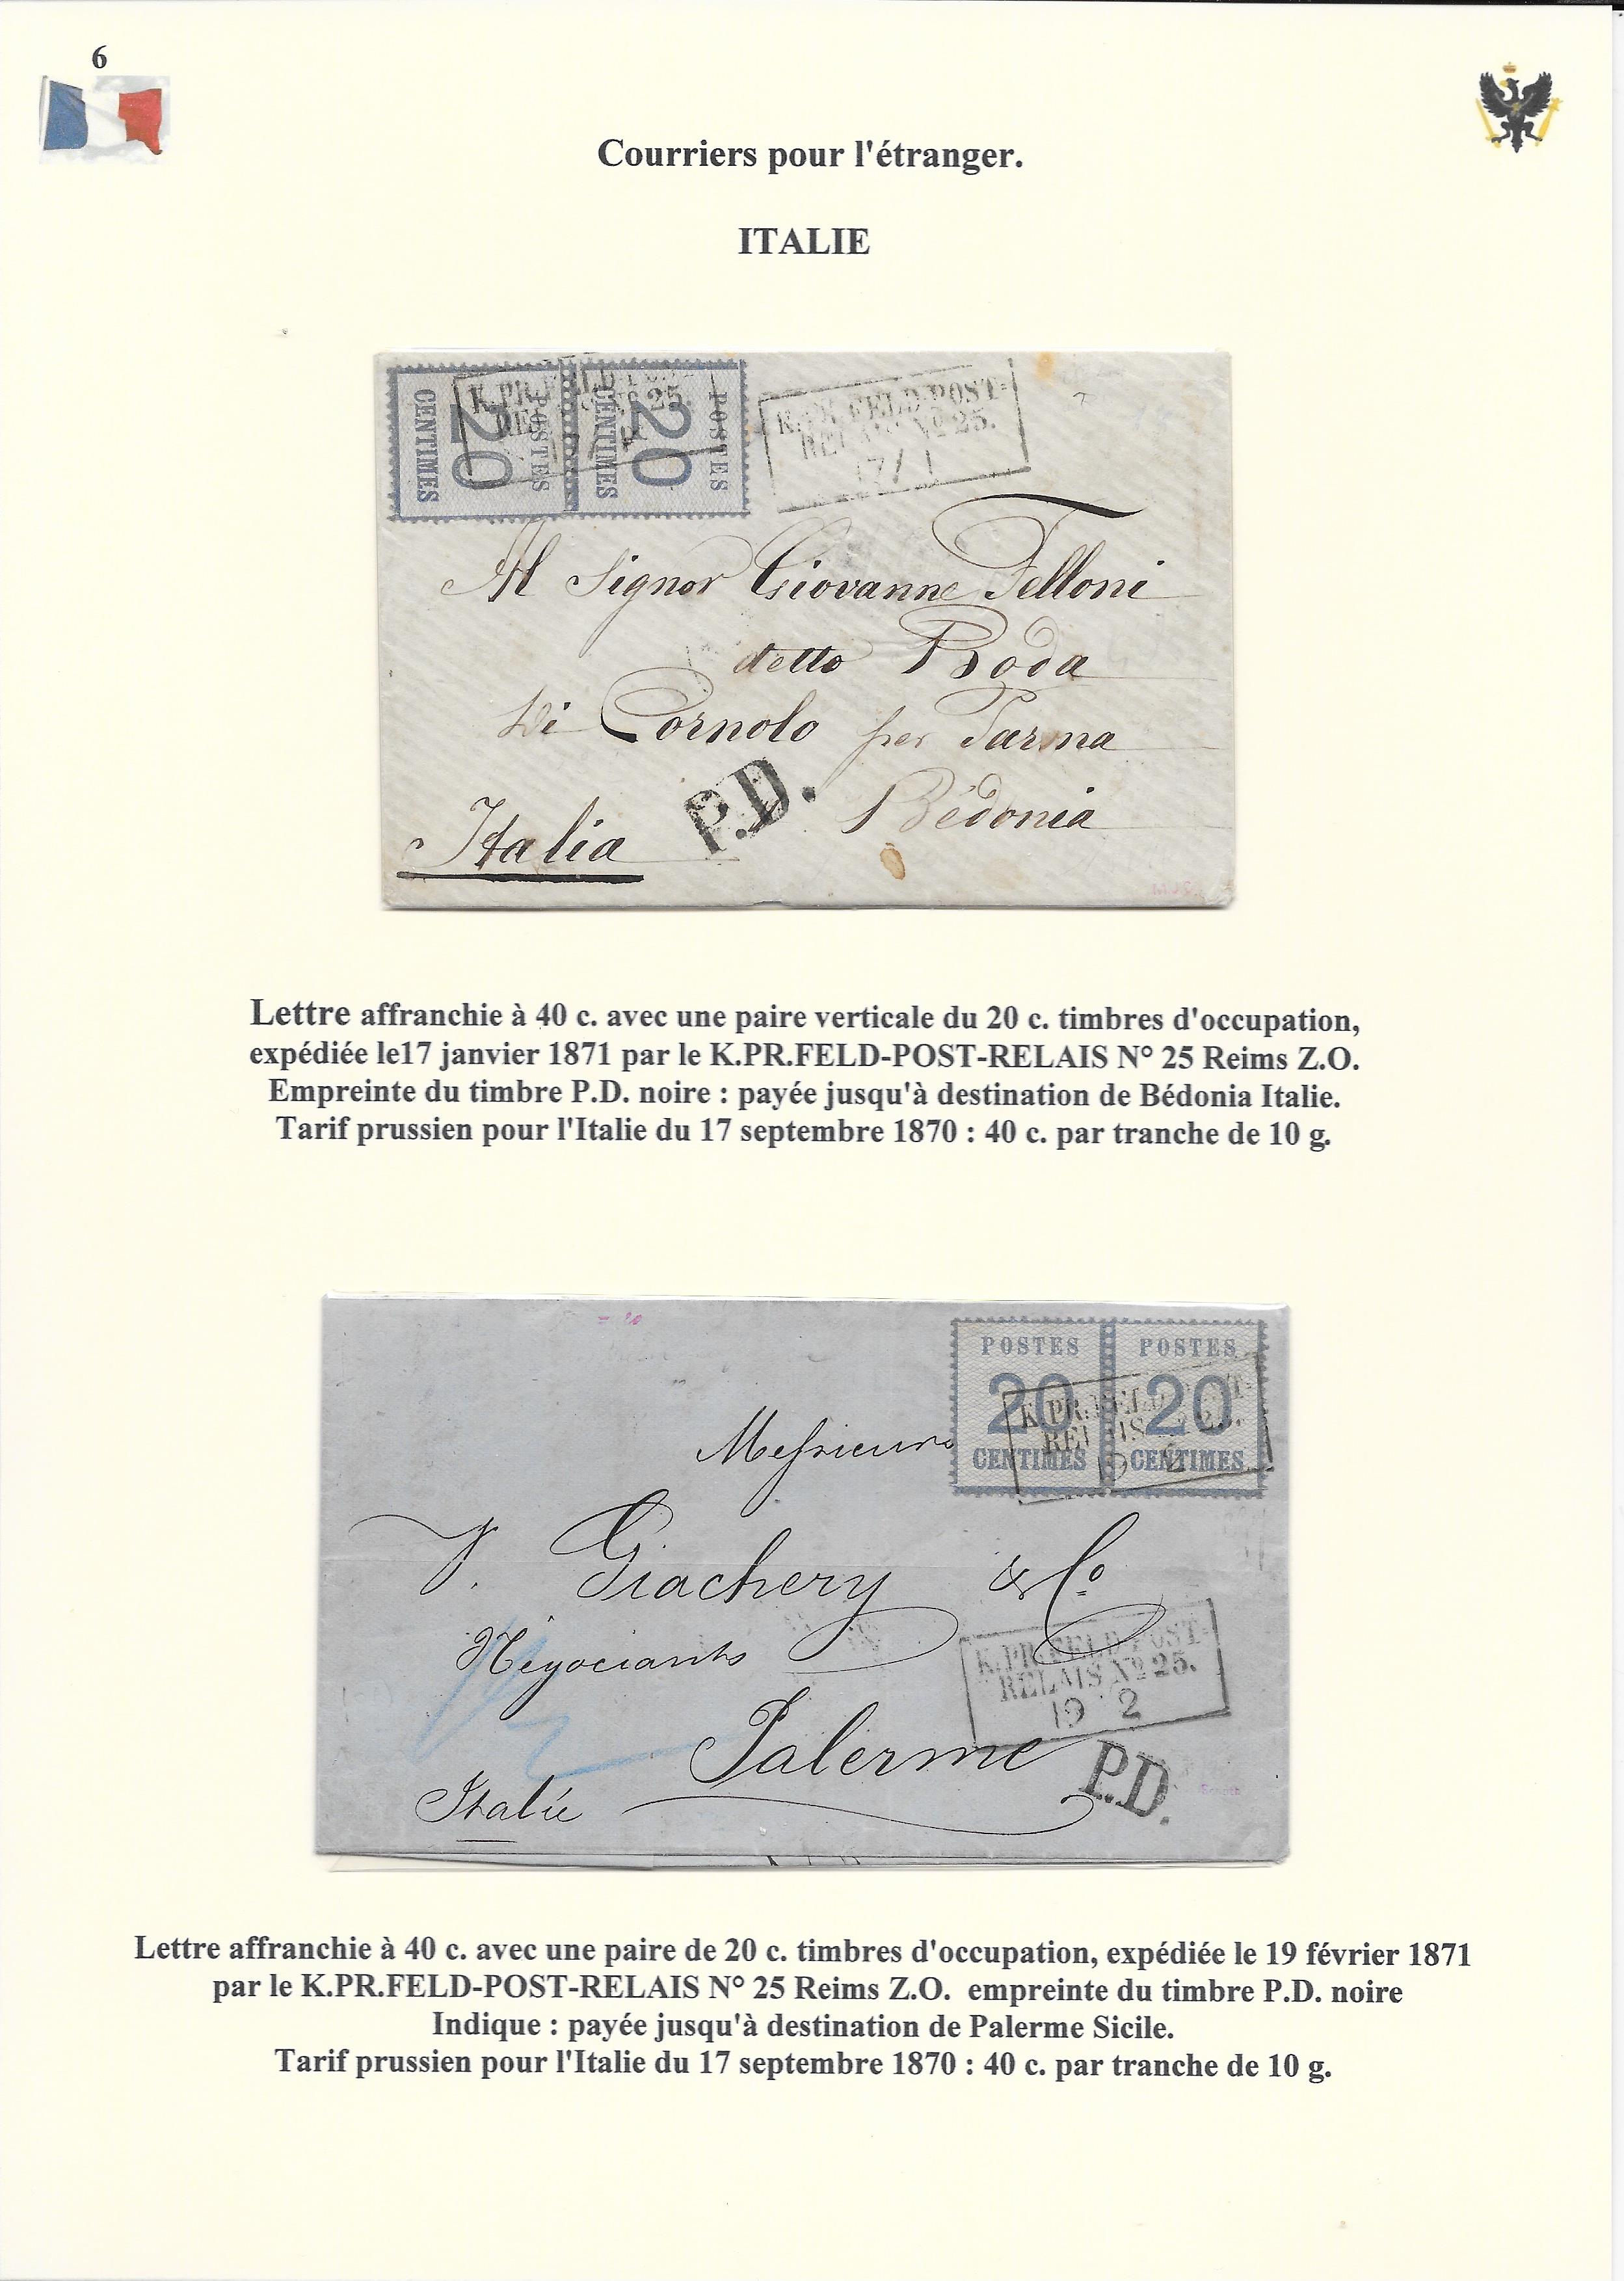 6
Courriers pour l'étranger.
ITALIE
POSTES
20
CENTIMES
POSTES
20
CENTIMES
K.PR.FELD-POST-
RELAIS No 25.
17/1
Al Signor Giovanne Felloni
detto Boda
Di Cornolo per Parma
Bédonia
Italia
P.D.
Lettre affranchie à 40 c. avec une paire verticale du 20 c. timbres d'occupation,
expédiée le17 janvier 1871 par le K.PR.FELD-POST-RELAIS N° 25 Reims Z.O.
Empreinte du timbre P.D. noire : payée jusqu'à destination de Bédonia Italie.
Tarif prussien pour l'Italie du 17 septembre 1870 : 40 c. par tranche de 10 g.
POSTES POSTES
20 20
CENTIMES CENTIMES
Messieurs
Giachery & Co
Négociants
K.PR.FELD-POST-
RELAIS No 25.
19 2
Palerme
P.D.
Italie
Lettre affranchie à 40 c. avec une paire de 20 c. timbres d'occupation, expédiée le 19 février 1871
par le K.PR.FELD-POST-RELAIS N° 25 Reims Z.O. empreinte du timbre P.D. noire
Indique : payée jusqu'à destination de Palerme Sicile.
Tarif prussien pour l'Italie du 17 septembre 1870 : 40 c. par tranche de 10 g.